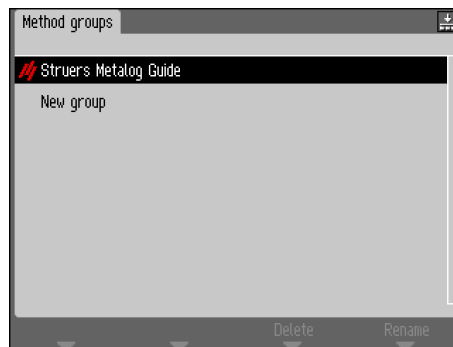 Method groups
Struers Metalog Guide
New group
Delete Rename